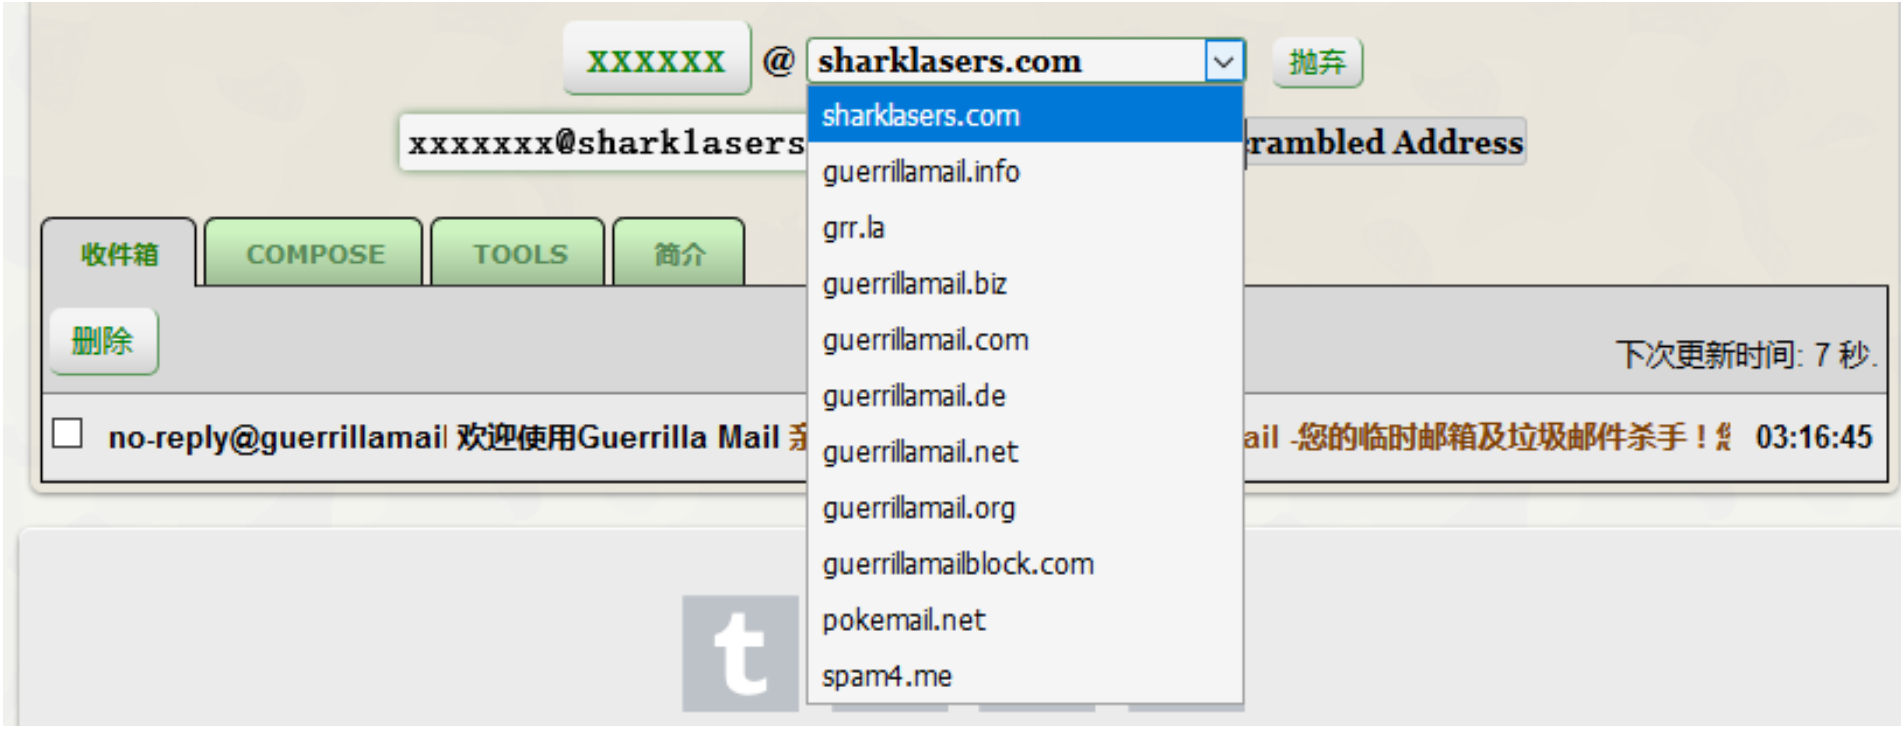 xxxxxx @ sharklasers.com 抛弃
xxxxxxx@sharklasers
rambled Address
sharklasers.com
guerrillamail.info
grr.la
guerrillamail.biz
guerrillamail.com
guerrillamail.de
guerrillamail.net
guerrillamail.org
guerrillamailblock.com
pokemail.net
spam4.me
收件箱 COMPOSE TOOLS 简介
删除
下次更新时间: 7 秒.
no-reply@guerrillamail 欢迎使用Guerrilla Mail ail -您的临时邮箱及垃圾邮件杀手！ 03:16:45
t